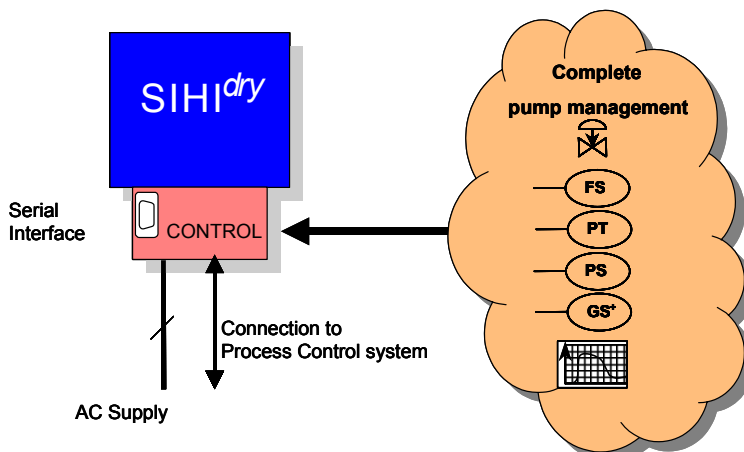 SIHIdry
Serial
Interface
CONTROL
Connection to
Process Control system
AC Supply
Complete
pump management
FS
PT
PS
GS+